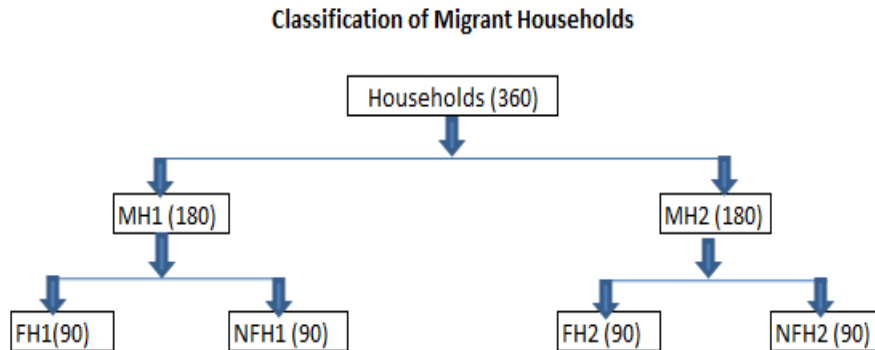 Classification of Migrant Households
Households (360)
MH1 (180)
MH2 (180)
FH1(90)
NFH1 (90)
FH2 (90)
NFH2 (90)